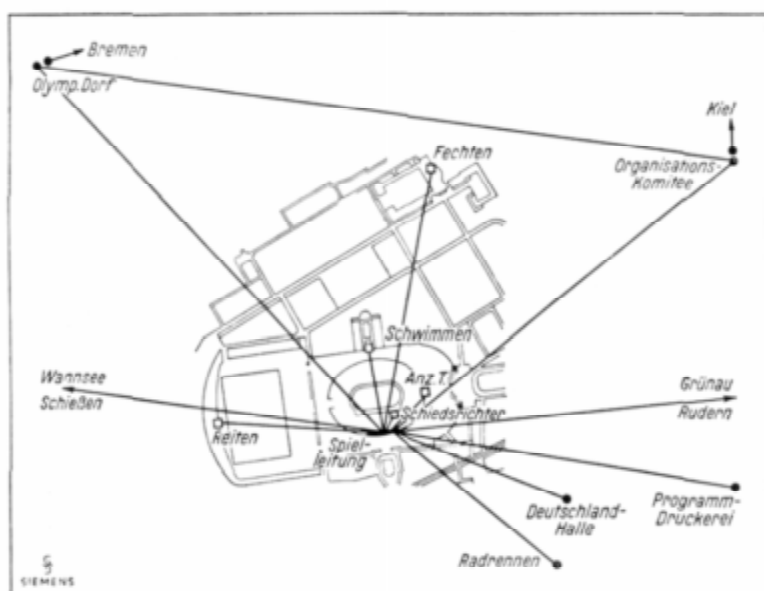 Bremen
Olymp.Dorf
Kiel
Organisations-
Komitee
Fechten
Schwimmen
Anz.T.
Schiedsrichter
Wannsee
Schießen
Reiten
Spiel-
leitung
Grünau
Rudern
Programm-
Druckerei
Deutschland-
Halle
Radrennen
SIEMENS